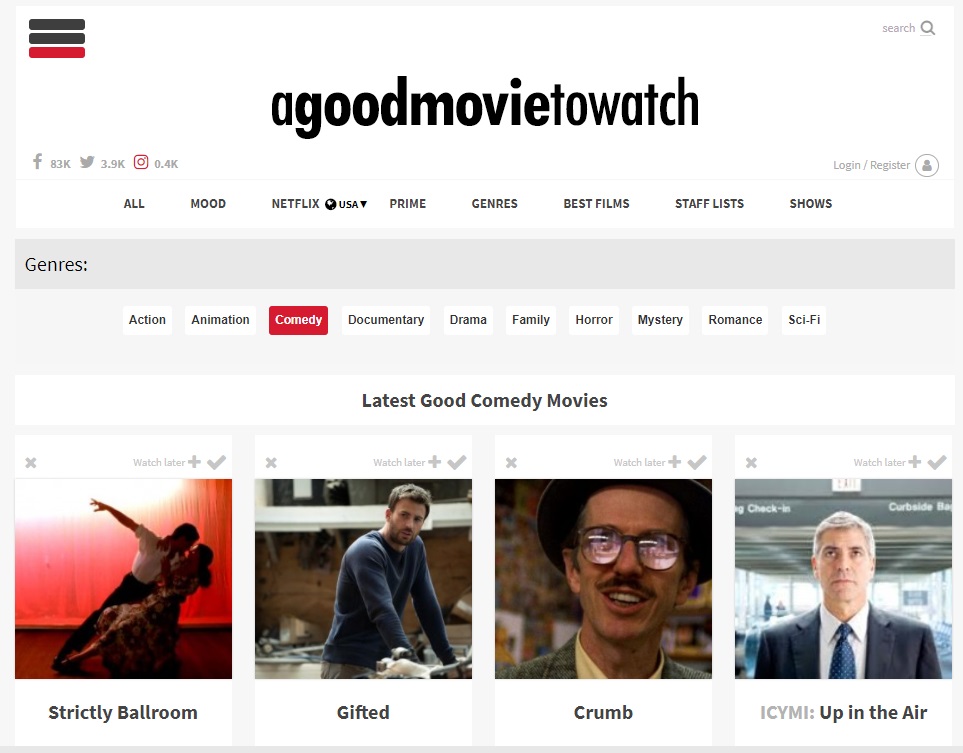 search
agoodmovietowatch
83K 3.9K 0.4K
Login / Register
ALL MOOD NETFLIX USA ▼ PRIME GENRES BEST FILMS STAFF LISTS SHOWS
Genres:
Action Animation Comedy Documentary Drama Family Horror Mystery Romance Sci-Fi
Latest Good Comedy Movies
Watch later Watch later Watch later Watch later
EXIT
Check-in Curbside
Strictly Ballroom Gifted Crumb ICYMI: Up in the Air